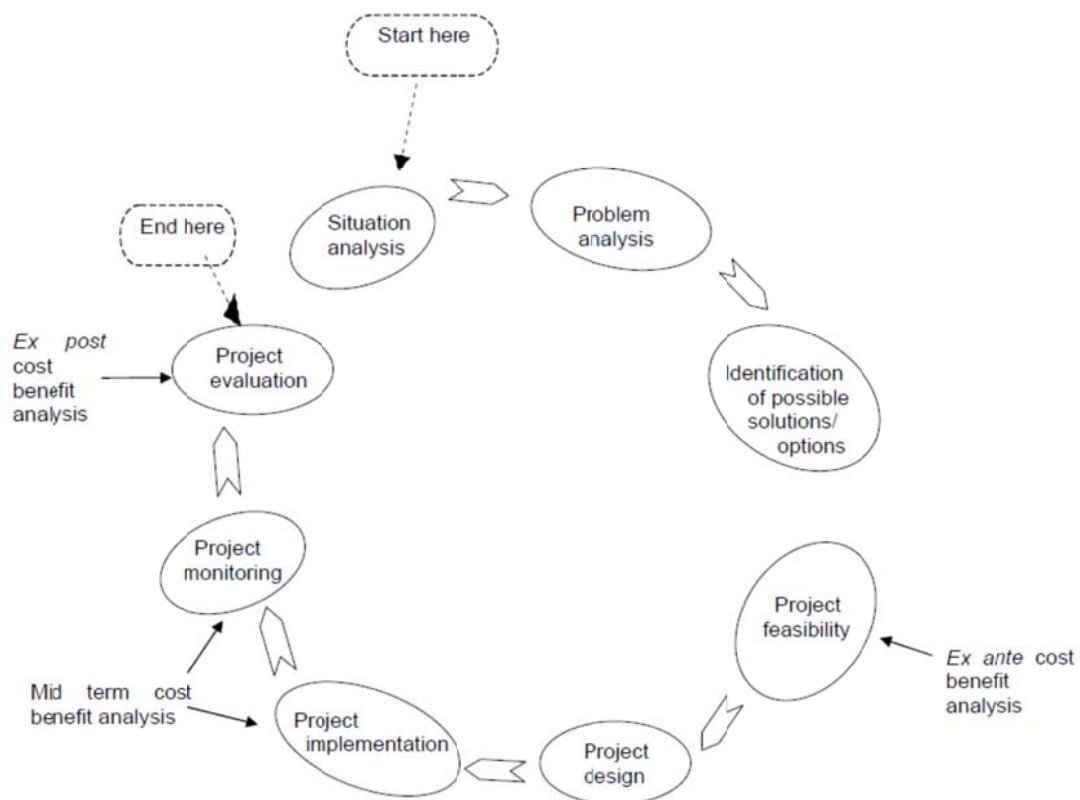 Start here
Situation
analysis
Problem
analysis
End here
Ex post
cost
benefit
analysis
Project
evaluation
Identification
of possible
solutions/
options
Project
monitoring
Project
feasibility
Ex ante cost
benefit
analysis
Mid term cost
benefit analysis
Project
implementation
Project
design